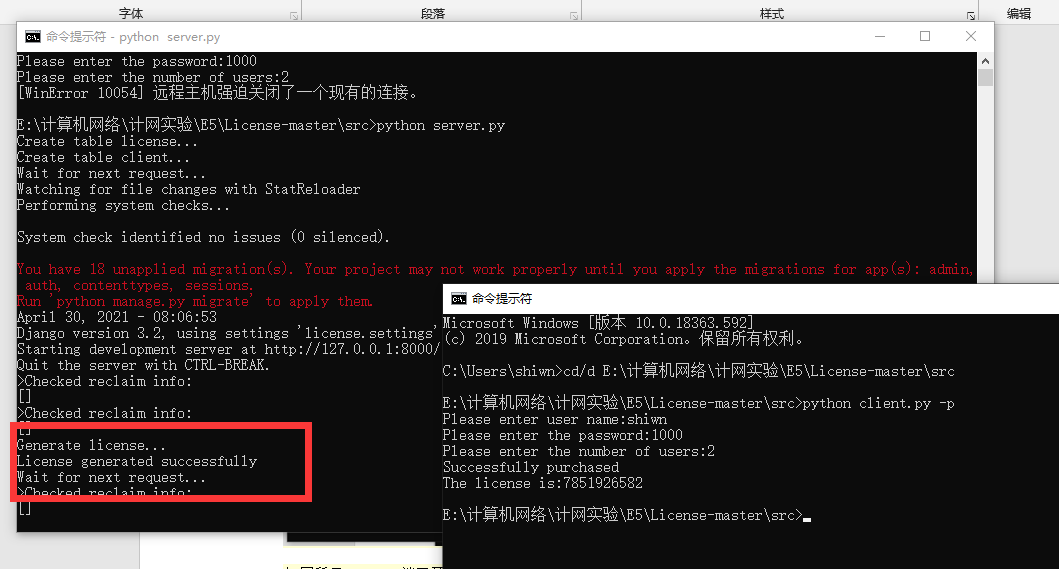 字体
段落
样式
编辑
命令提示符 - python  server.py
Please enter the password:1000
Please enter the number of users:2
[WinError 10054] 远程主机强迫关闭了一个现有的连接。
E:\计算机网络\计网实验\E5\License-master\src>python server.py
Create table license...
Create table client...
Wait for next request...
Watching for file changes with StatReloader
Performing system checks...
System check identified no issues (0 silenced).
You have 18 unapplied migration(s). Your project may not work properly until you apply the migrations for app(s): admin,
auth, contenttypes, sessions.
Run 'python manage.py migrate' to apply them.
April 30, 2021 - 08:06:53
Django version 3.2, using settings 'license.settings'
Starting development server at http://127.0.0.1:8000/
Quit the server with CTRL-BREAK.
>Checked reclaim info:
[]
>Checked reclaim info:
[]
Generate license...
License generated successfully
Wait for next request...
>Checked reclaim info:
[]
命令提示符
Microsoft Windows [版本 10.0.18363.592]
(c) 2019 Microsoft Corporation。保留所有权利。
C:\Users\shiwn>cd/d E:\计算机网络\计网实验\E5\License-master\src
E:\计算机网络\计网实验\E5\License-master\src>python client.py -p
Please enter user name:shiwn
Please enter the password:1000
Please enter the number of users:2
Successfully purchased
The license is:7851926582
E:\计算机网络\计网实验\E5\License-master\src>